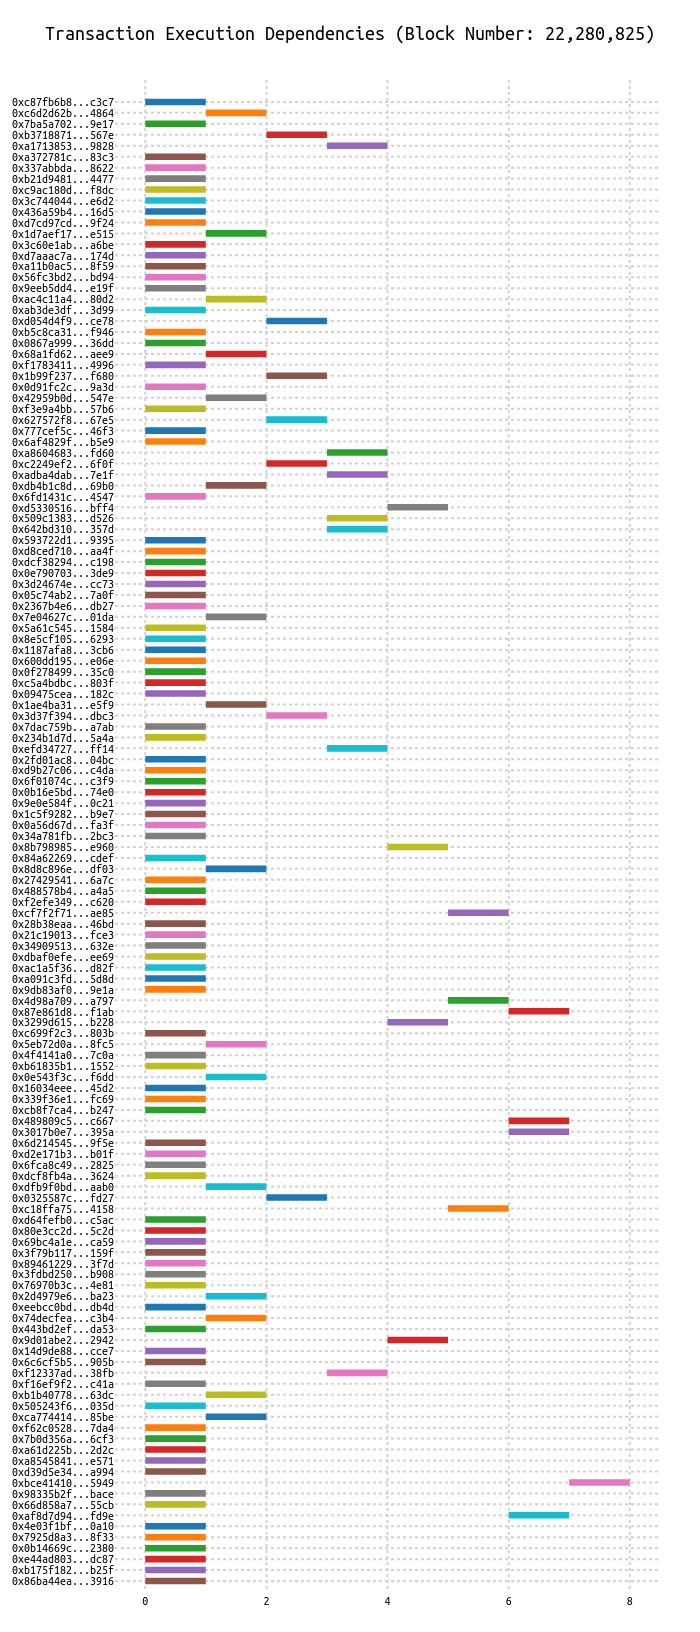 Transaction Execution Dependencies (Block Number: 22,280,825)
0xc87fb6b8...c3c7
0xc6d2d62b...4864
0x7ba5a702...9e17
0xb3718871...567e
0xa1713853...9828
0xa372781c...83c3
0x337abbda...8622
0xb21d9481...4477
0xc9ac180d...f8dc
0x3c744044...e6d2
0x436a59b4...16d5
0xd7cd97cd...9f24
0x1d7aef17...e515
0x3c60e1ab...a6be
0xd7aaac7a...174d
0xa11b0ac5...8f59
0x56fc3bd2...bd94
0x9eeb5dd4...e19f
0xac4c11a4...80d2
0xab3de3df...3d99
0xd054d4f9...ce78
0xb5c8ca31...f946
0x0867a999...36dd
0x68a1fd62...aee9
0xf1783411...4996
0x1b99f237...f680
0x0d91fc2c...9a3d
0x42959b0d...547e
0xf3e9a4bb...57b6
0x627572f8...67e5
0x777cef5c...46f3
0x6af4829f...b5e9
0xa8604683...fd60
0xc2249ef2...6f0f
0xadba4dab...7e1f
0xdb4b1c8d...69b0
0x6fd1431c...4547
0xd5330516...bff4
0x509c1383...d526
0x642bd310...357d
0x593722d1...9395
0xd8ced710...aa4f
0xdcf38294...c198
0x0e790703...3de9
0x3d24674e...cc73
0x05c74ab2...7a0f
0x2367b4e6...db27
0x7e04627c...01da
0x5a61c545...1584
0x8e5cf105...6293
0x1187afa8...3cb6
0x600dd195...e06e
0x0f278499...35c0
0xc5a4bdbc...803f
0x09475cea...182c
0x1ae4ba31...e5f9
0x3d37f394...dbc3
0x7dac759b...a7ab
0x234b1d7d...5a4a
0xefd34727...ff14
0x2fd01ac8...04bc
0xd9b27c06...c4da
0x6f01074c...c3f9
0x0b16e5bd...74e0
0x9e0e584f...0c21
0x1c5f9282...b9e7
0x0a56d67d...fa3f
0x34a781fb...2bc3
0x8b798985...e960
0x84a62269...cdef
0x8d8c896e...df03
0x27429541...6a7c
0x488578b4...a4a5
0xf2efe349...c620
0xcf7f2f71...ae85
0x28b38eaa...46bd
0x21c19013...fce3
0x34909513...632e
0xdbaf0efe...ee69
0xac1a5f36...d82f
0xa091c3fd...5d8d
0x9db83af0...9e1a
0x4d98a709...a797
0x87e861d8...f1ab
0x3299d615...b228
0xc699f2c3...803b
0x5eb72d0a...8fc5
0x4f4141a0...7c0a
0xb61835b1...1552
0x0e543f3c...f6dd
0x16034eee...45d2
0x339f36e1...fc69
0xcb8f7ca4...b247
0x489809c5...c667
0x3017b0e7...395a
0x6d214545...9f5e
0xd2e171b3...b01f
0x6fca8c49...2825
0xdcf8fb4a...3624
0xdfb9f0bd...aab0
0x0325587c...fd27
0xc18ffa75...4158
0xd64fefb0...c5ac
0x80e3cc2d...5c2d
0x69bc4a1e...ca59
0x3f79b117...159f
0x89461229...3f7d
0x3fdbd250...b908
0x76970b3c...4e81
0x2d4979e6...ba23
0xeebcc0bd...db4d
0x74decfea...c3b4
0x443bd2ef...da53
0x9d01abe2...2942
0x14d9de88...cce7
0x6c6cf5b5...905b
0xf12337ad...38fb
0xf16ef9f2...c41a
0xb1b40778...63dc
0x505243f6...035d
0xca774414...85be
0xf62c0528...7da4
0x7b0d356a...6cf3
0xa61d225b...2d2c
0xa8545841...e571
0xd39d5e34...a994
0xbce41410...5949
0x98335b2f...bace
0x66d858a7...55cb
0xaf8d7d94...fd9e
0x4e03f1bf...0a10
0x7925d8a3...8f33
0x0b14669c...2380
0xe44ad803...dc87
0xb175f182...b25f
0x86ba44ea...3916
0 2 4 6 8